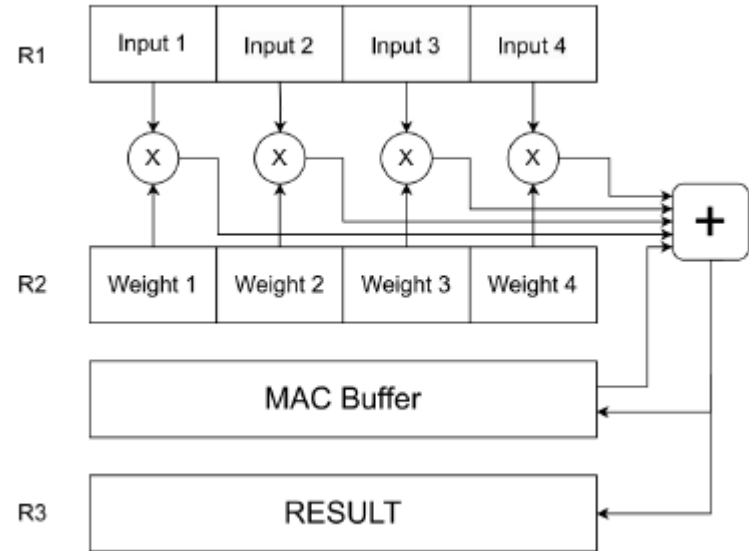 R1 Input 1 Input 2 Input 3 Input 4
X X X X
+
R2 Weight 1 Weight 2 Weight 3 Weight 4
MAC Buffer
R3 RESULT